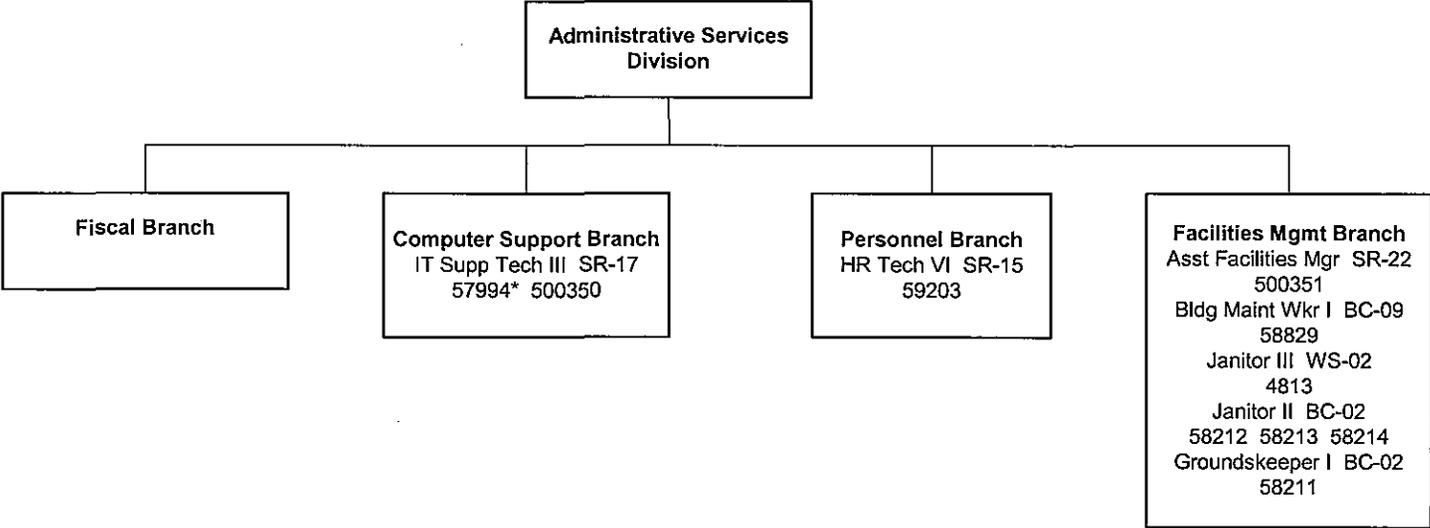 Administrative Services
Division
Fiscal Branch
Computer Support Branch
IT Supp Tech III SR-17
57994* 500350
Personnel Branch
HR Tech VI SR-15
59203
Facilities Mgmt Branch
Asst Facilities Mgr SR-22
500351
Bldg Maint Wkr I BC-09
58829
Janitor III WS-02
4813
Janitor II BC-02
58212 58213 58214
Groundskeeper I BC-02
58211